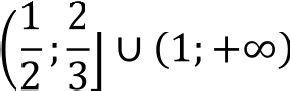 (1/2; 2/3⌋ ∪ (1; +∞)